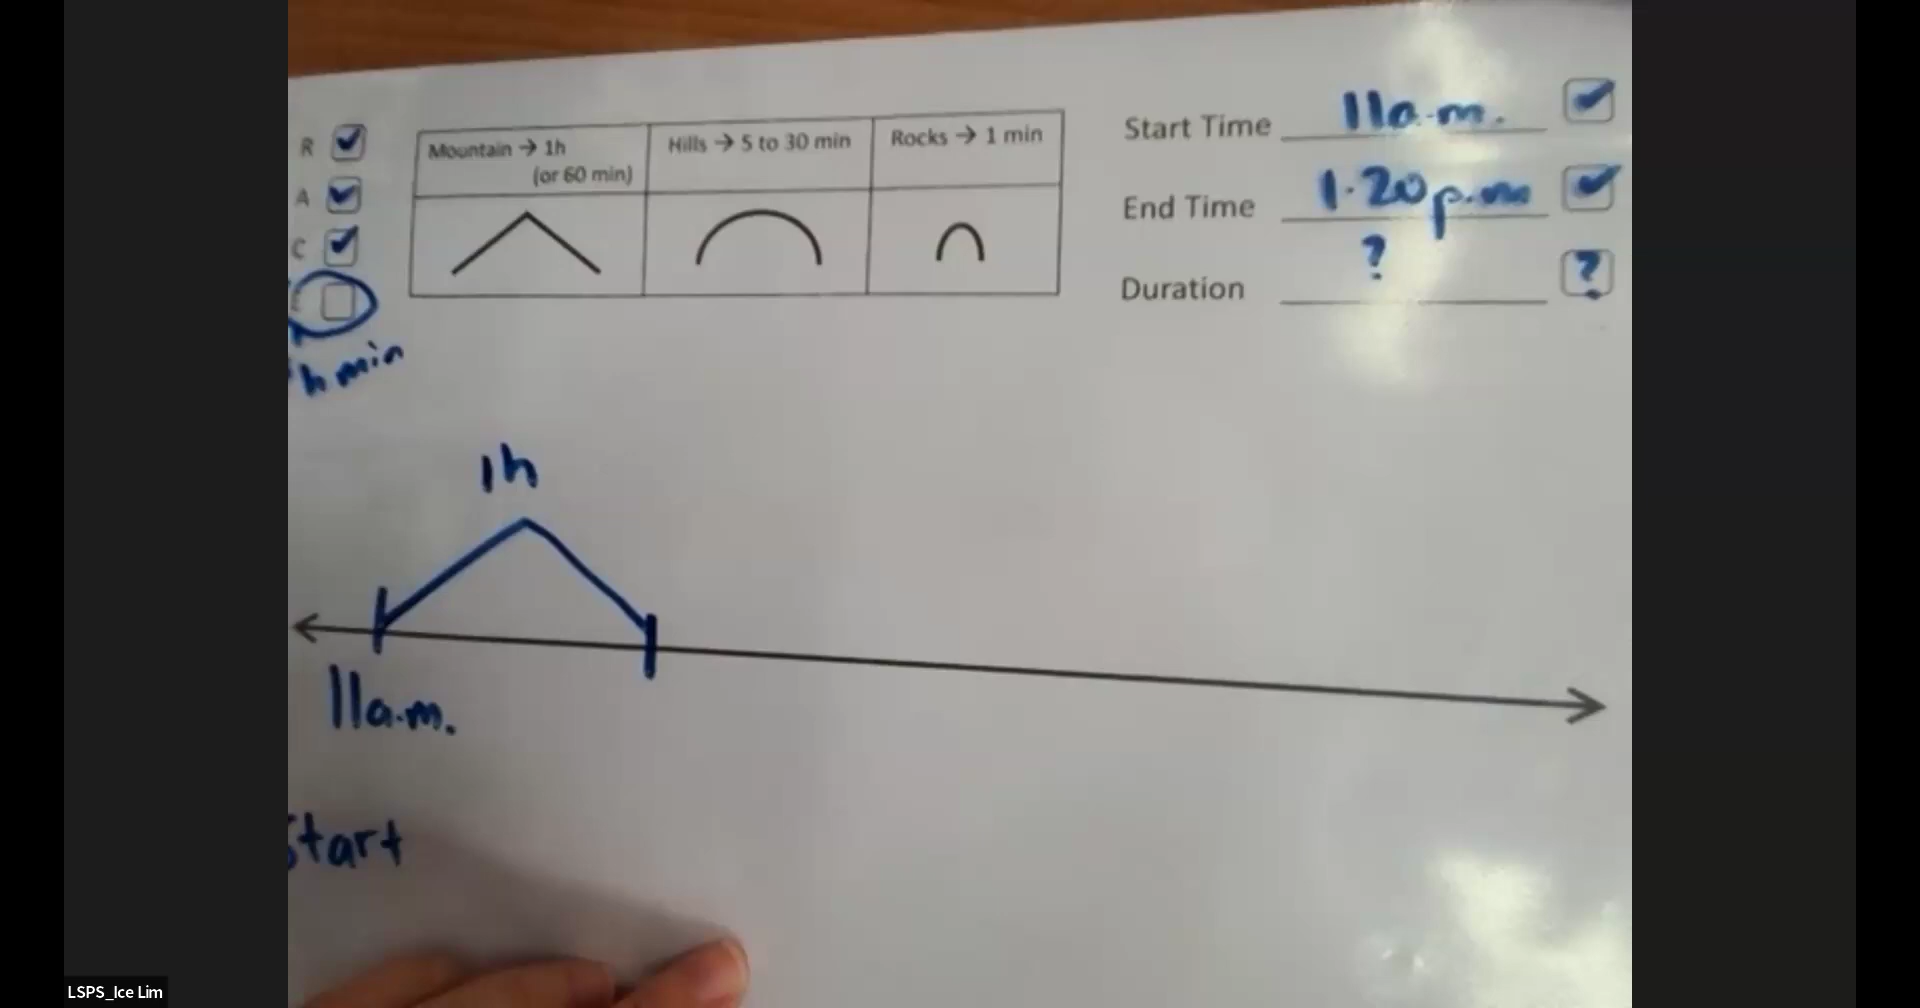 R
A
C
Mountain → 1h
(or 60 min)
Hills → 5 to 30 min
Rocks → 1 min
Start Time 11a.m.
End Time 1.20p.m
Duration ? ?
h min
1h
11a.m.
Start
LSPS_Ice Lim